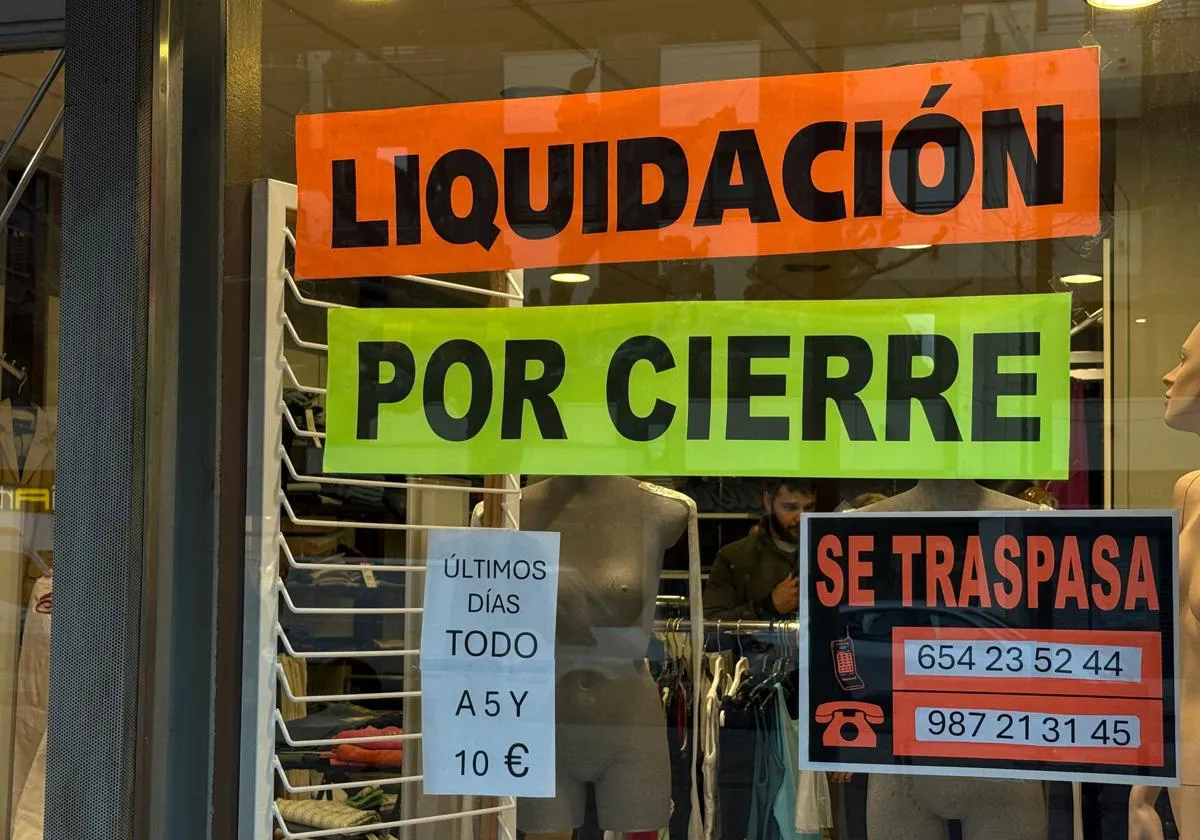 LIQUIDACIÓN
POR CIERRE
ÚLTIMOS
DÍAS
TODO
A 5 Y
10 €
SE TRASPASA
654 23 52 44
987 21 31 45